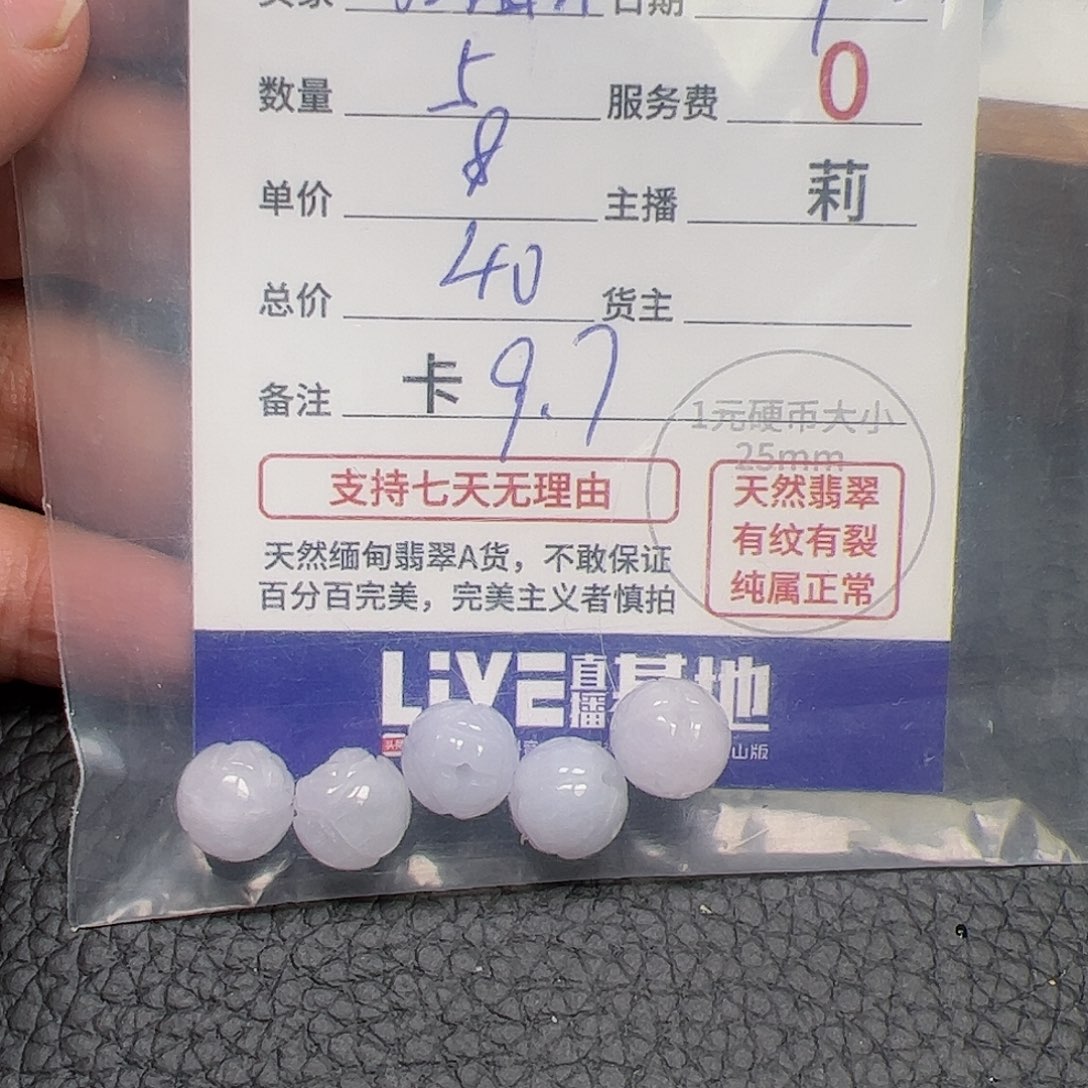 日期
数量 5 服务费 0
单价 8 主播 莉
总价 40 货主
备注 卡 9.7
1元硬币大小
25mm
支持七天无理由
天然翡翠
有纹有裂
纯属正常
天然缅甸翡翠A货，不敢保证
百分百完美，完美主义者慎拍
LIVE直播基地
山版